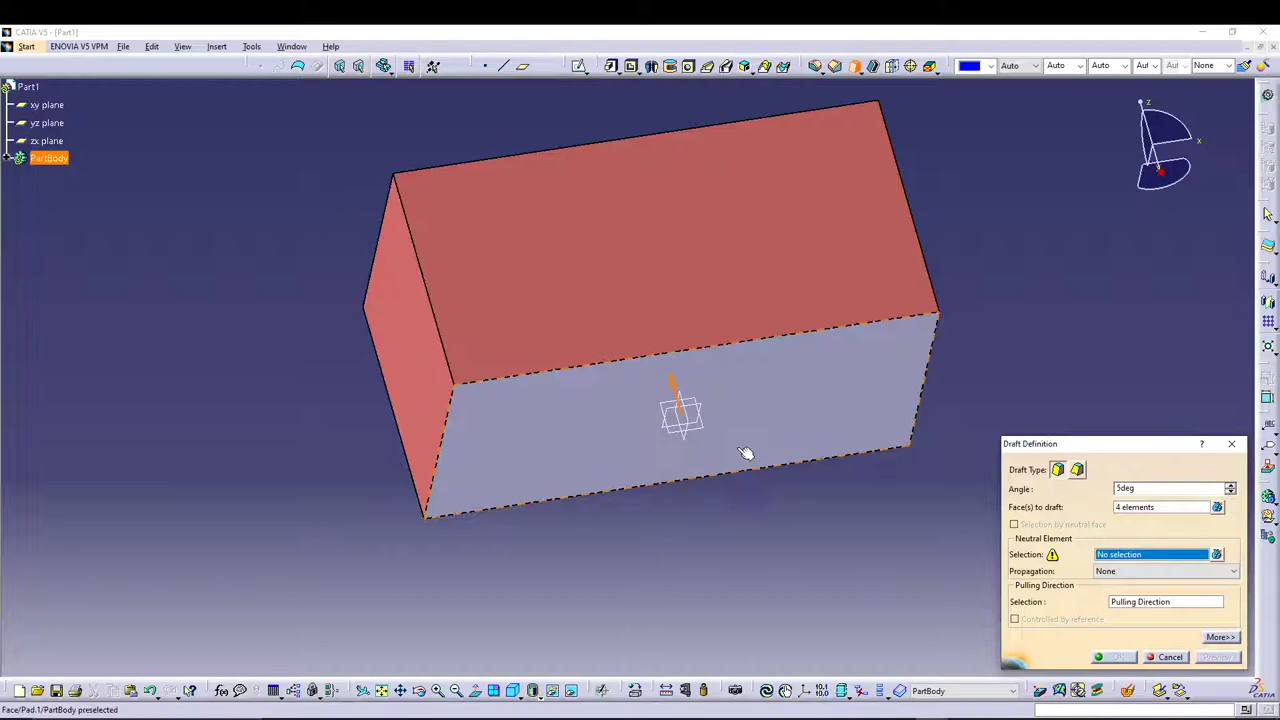 CATIA V5 - [Part1]
Start ENOVIA V5 VPM File Edit View Insert Tools Window Help
Auto Auto Auto Aut Aut None
Part1
xy plane
yz plane
zx plane
PartBody
z
x
y
Draft Definition ?
Draft Type:
Angle : 5deg
Face(s) to draft: 4 elements
Selection by neutral face
Neutral Element
Selection: No selection
Propagation: None
Pulling Direction
Selection : Pulling Direction
Controlled by reference
More>>
OK Cancel Preview
PartBody
Face/Pad.1/PartBody preselected